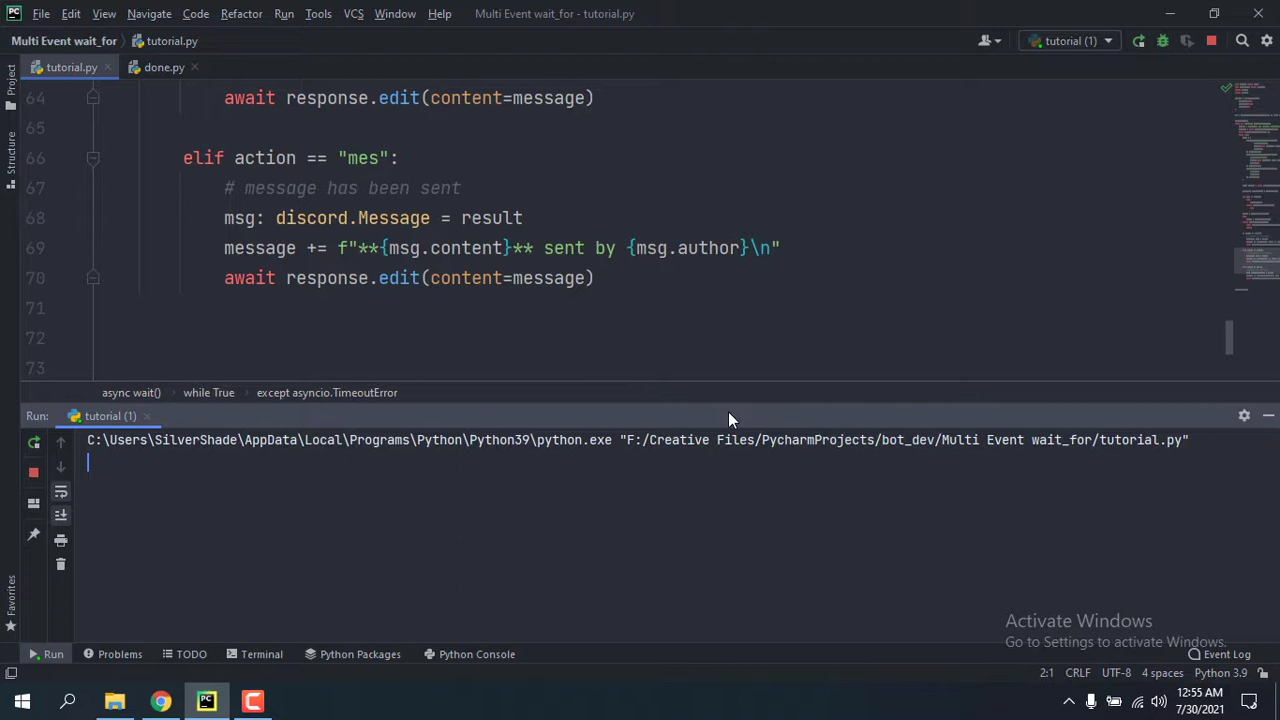 PC File Edit View Navigate Code Refactor Run Tools VCS Window Help Multi Event wait_for - tutorial.py
Multi Event wait_for tutorial.py tutorial (1)
tutorial.py done.py
Project
Structure
Favorites
64 await response.edit(content=message)
65
66 elif action == "mes":
67 # message has been sent
68 msg: discord.Message = result
69 message += f"**{msg.content}** sent by {msg.author}\n"
70 await response.edit(content=message)
71
72
73
async wait() while True except asyncio.TimeoutError
Run: tutorial (1)
C:\Users\SilverShade\AppData\Local\Programs\Python\Python39\python.exe "F:/Creative Files/PycharmProjects/bot_dev/Multi Event wait_for/tutorial.py"
Activate Windows
Go to Settings to activate Windows.
Run Problems TODO Terminal Python Packages Python Console Event Log
2:1 CRLF UTF-8 4 spaces Python 3.9
PC
12:55 AM
7/30/2021